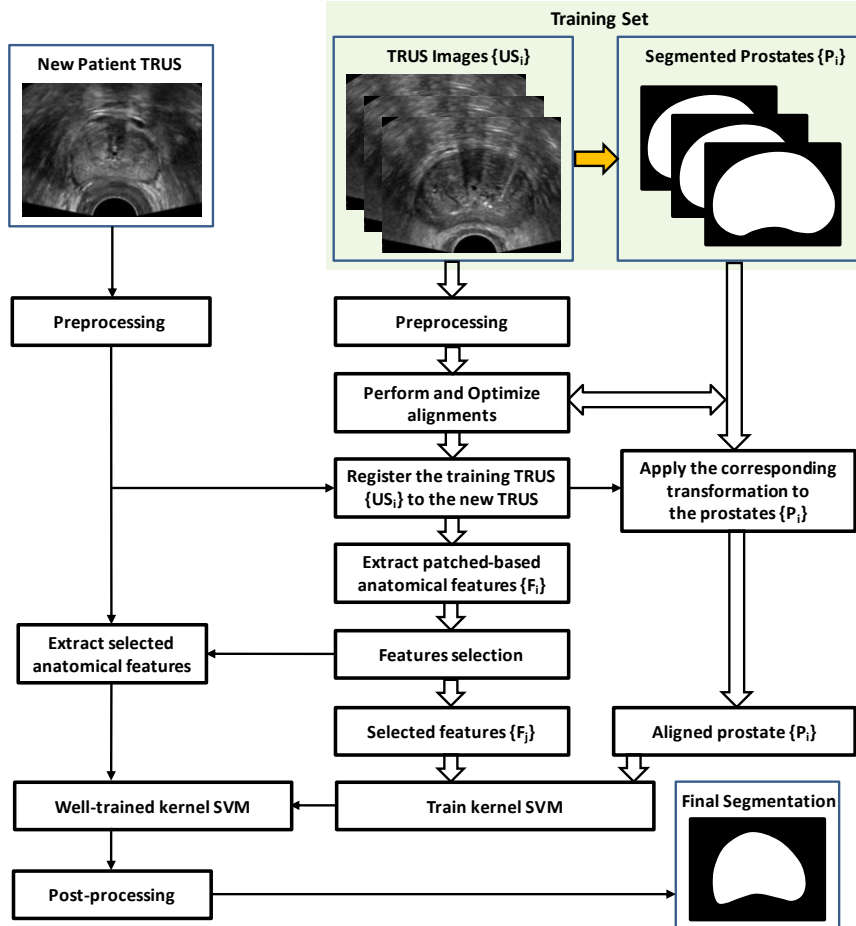 Training Set
New Patient TRUS
TRUS Images {USi}
Segmented Prostates {Pi}
Preprocessing
Preprocessing
Perform and Optimize
alignments
Register the training TRUS
{USi} to the new TRUS
Apply the corresponding
transformation to
the prostates {Pi}
Extract patched-based
anatomical features {Fi}
Extract selected
anatomical features
Features selection
Selected features {Fj}
Aligned prostate {Pi}
Well-trained kernel SVM
Train kernel SVM
Final Segmentation
Post-processing